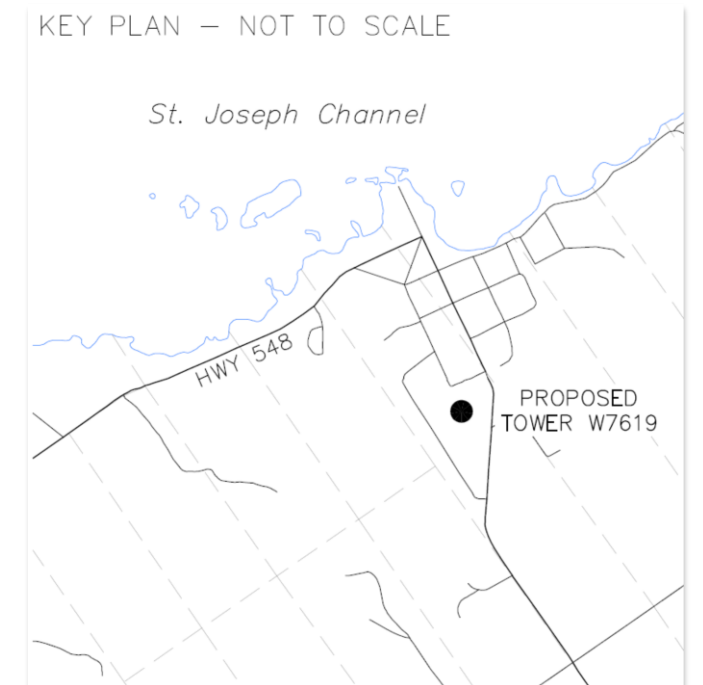 KEY PLAN – NOT TO SCALE
St. Joseph Channel
HWY 548
PROPOSED
TOWER W7619